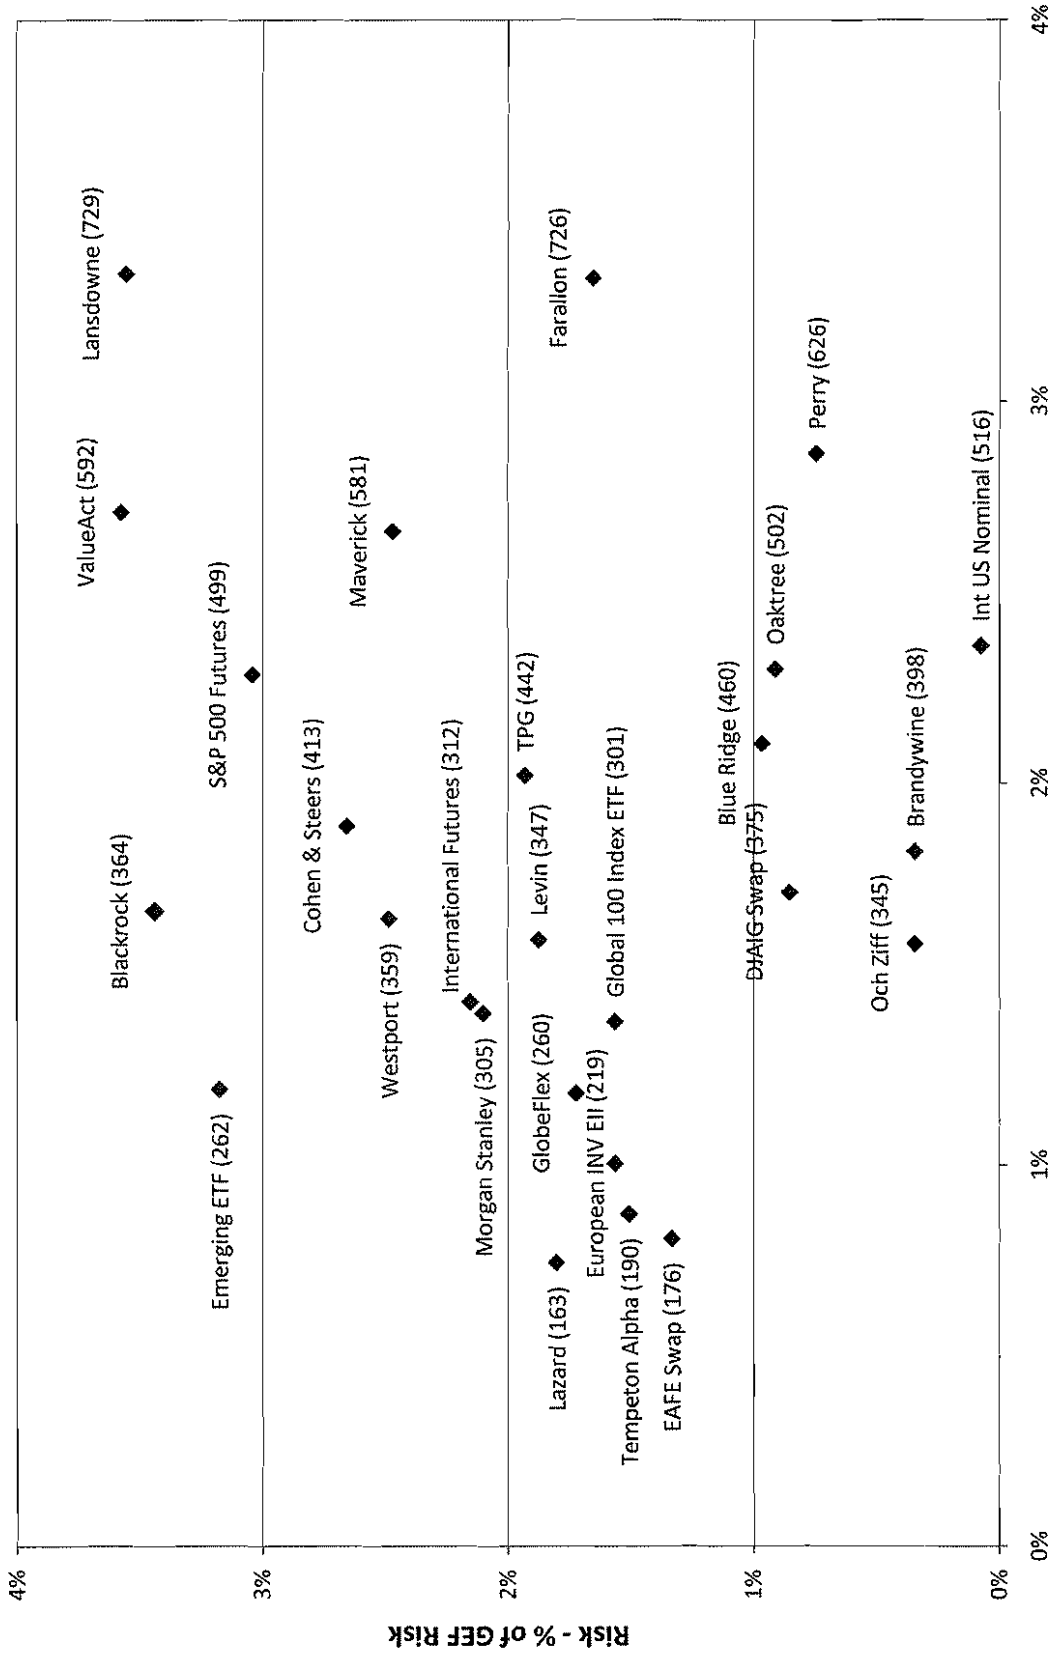 Risk - % of GEF Risk
4%
3%
2%
1%
0%
Lansdowne (729)
ValueAct (592)
Blackrock (364)
S&P 500 Futures (499)
Emerging ETF (262)
Cohen & Steers (413)
Maverick (581)
Westport (359)
International Futures (312)
Morgan Stanley (305)
TPG (442)
Levin (347)
GlobeFlex (260)
Lazard (163)
Farallon (726)
Global 100 Index ETF (301)
European INV EII (219)
Tempeton Alpha (190)
EAFE Swap (176)
Blue Ridge (460)
DJAIG Swap (375)
Oaktree (502)
Perry (626)
Och Ziff (345)
Brandywine (398)
Int US Nominal (516)
0%
1%
2%
3%
4%